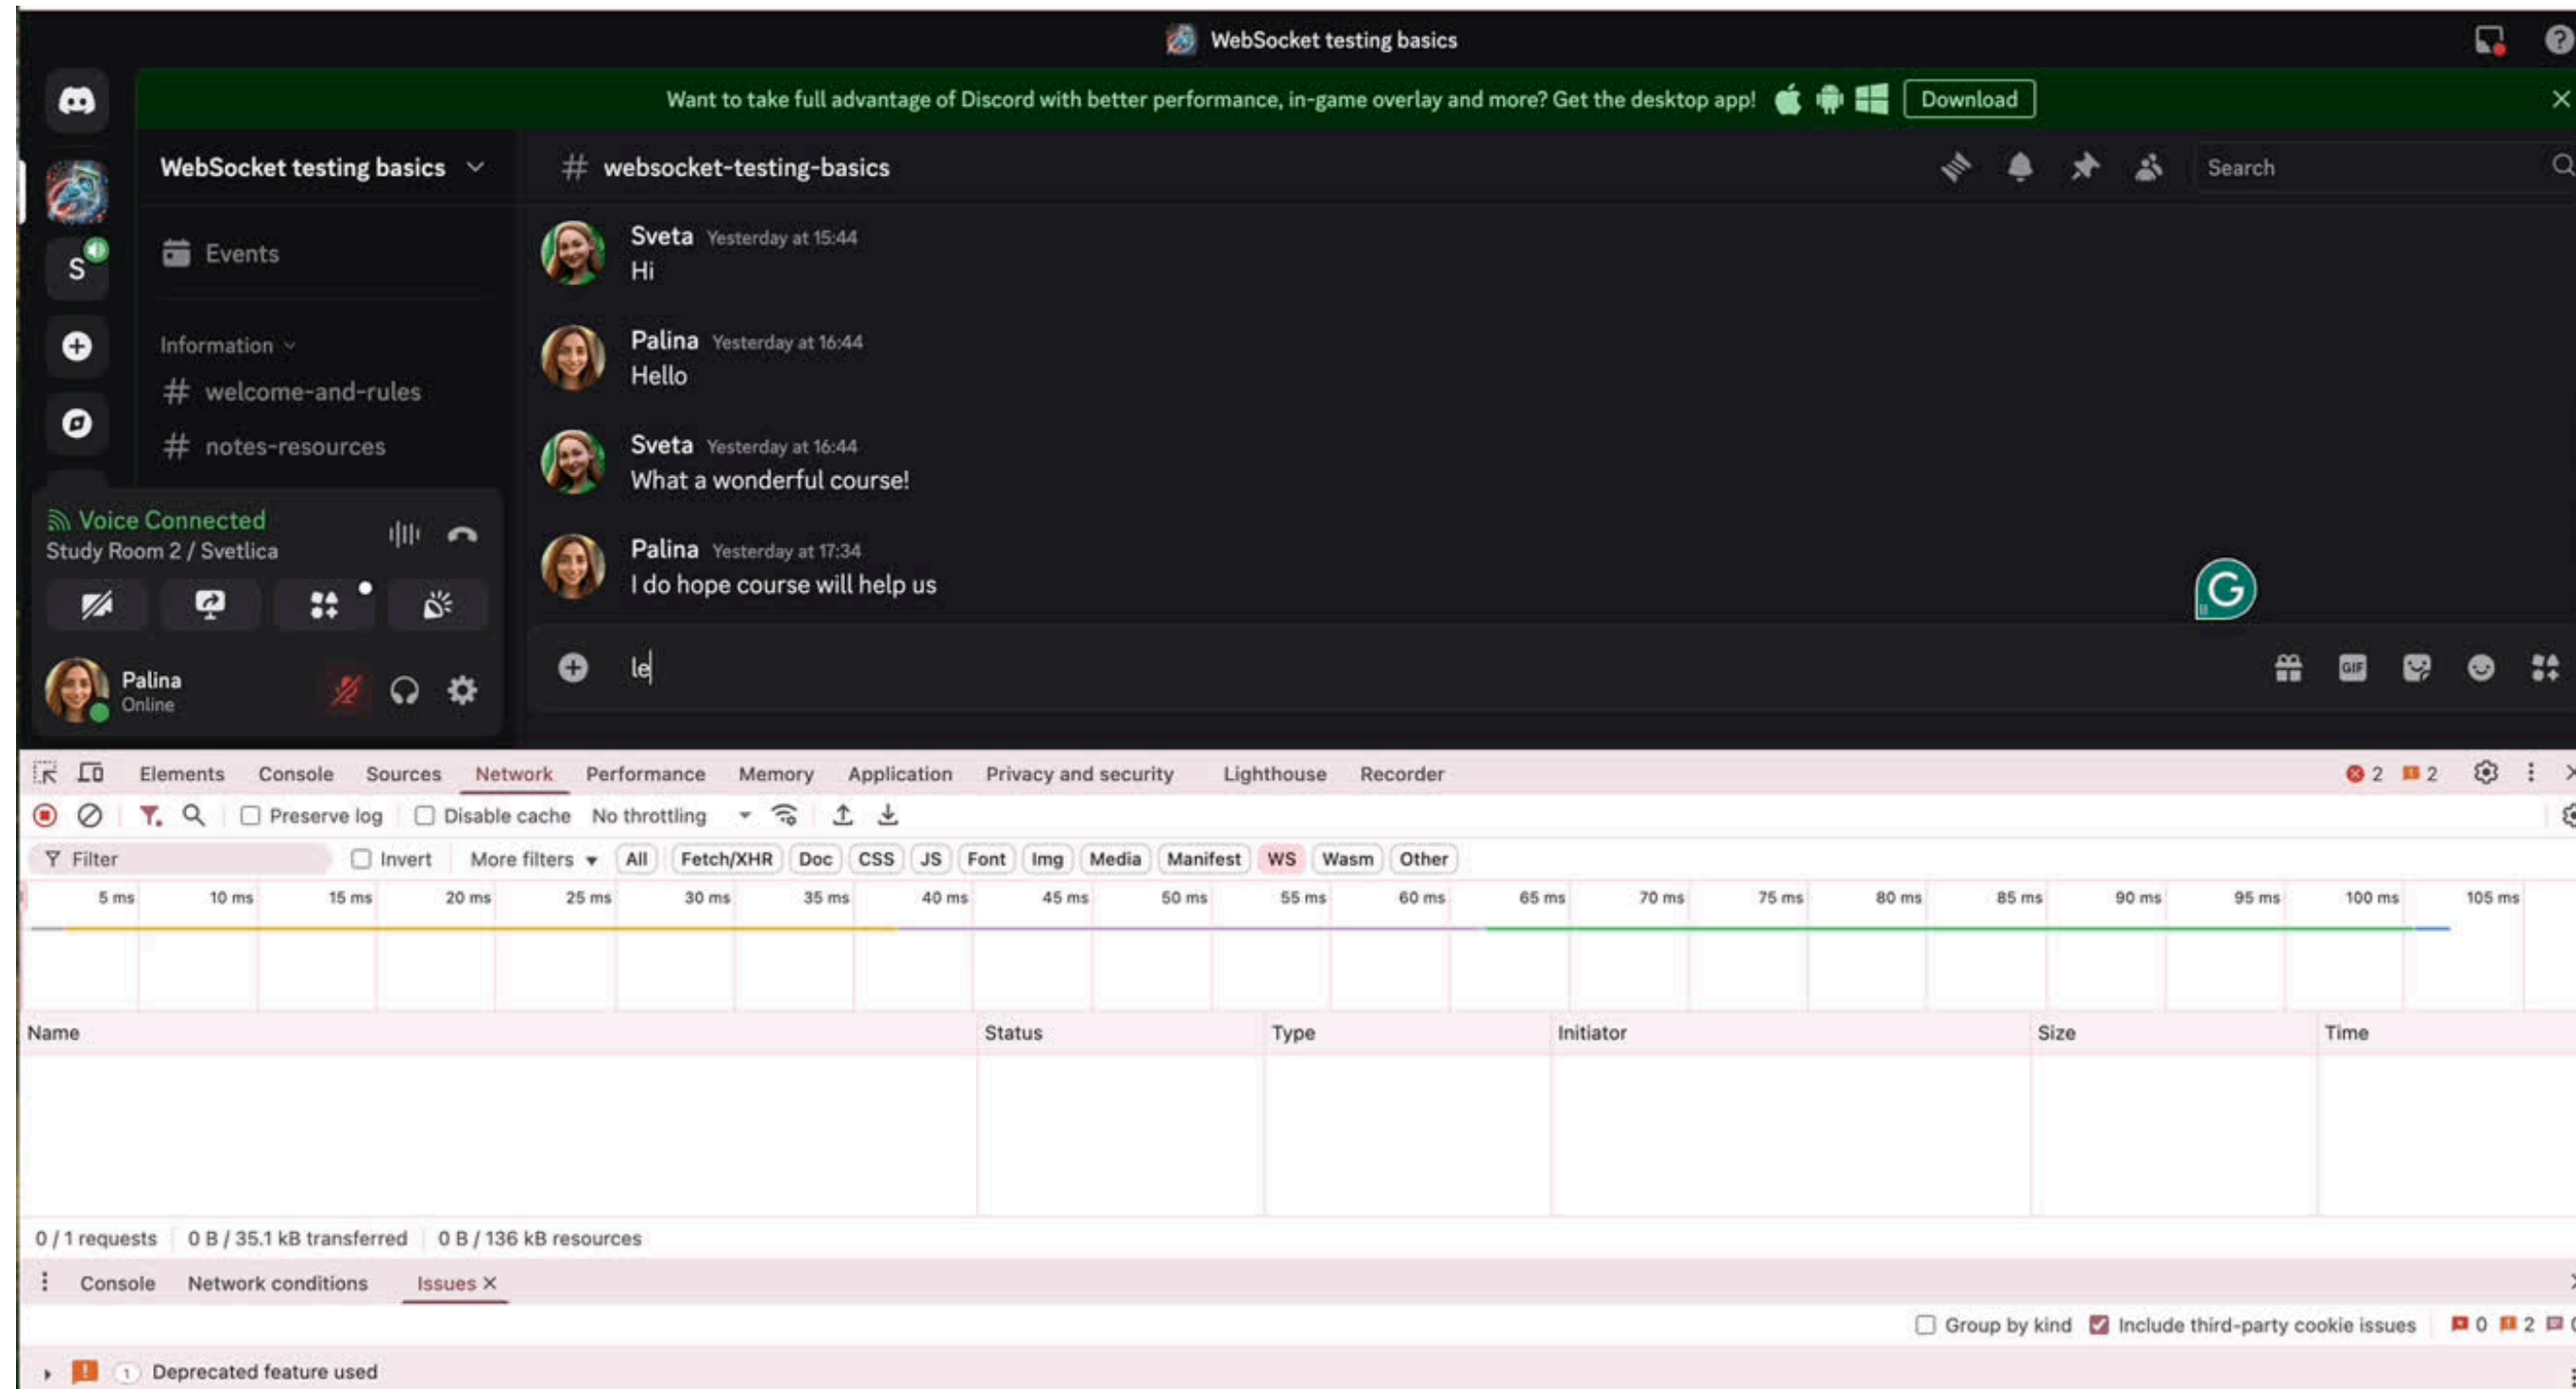 WebSocket testing basics
Want to take full advantage of Discord with better performance, in-game overlay and more? Get the desktop app! Download
WebSocket testing basics
# websocket-testing-basics
Search
S
Events
Information
# welcome-and-rules
# notes-resources
Sveta Yesterday at 15:44
Hi
Palina Yesterday at 16:44
Hello
Sveta Yesterday at 16:44
What a wonderful course!
Palina Yesterday at 17:34
I do hope course will help us
G
Voice Connected
Study Room 2 / Svetlica
Palina
Online
le
GIF
Elements Console Sources Network Performance Memory Application Privacy and security Lighthouse Recorder 2 2
Preserve log Disable cache No throttling
Filter Invert More filters All Fetch/XHR Doc CSS JS Font Img Media Manifest WS Wasm Other
5 ms 10 ms 15 ms 20 ms 25 ms 30 ms 35 ms 40 ms 45 ms 50 ms 55 ms 60 ms 65 ms 70 ms 75 ms 80 ms 85 ms 90 ms 95 ms 100 ms 105 ms
Name Status Type Initiator Size Time
0 / 1 requests 0 B / 35.1 kB transferred 0 B / 136 kB resources
Console Network conditions Issues
Group by kind Include third-party cookie issues 0 2 0
1 Deprecated feature used